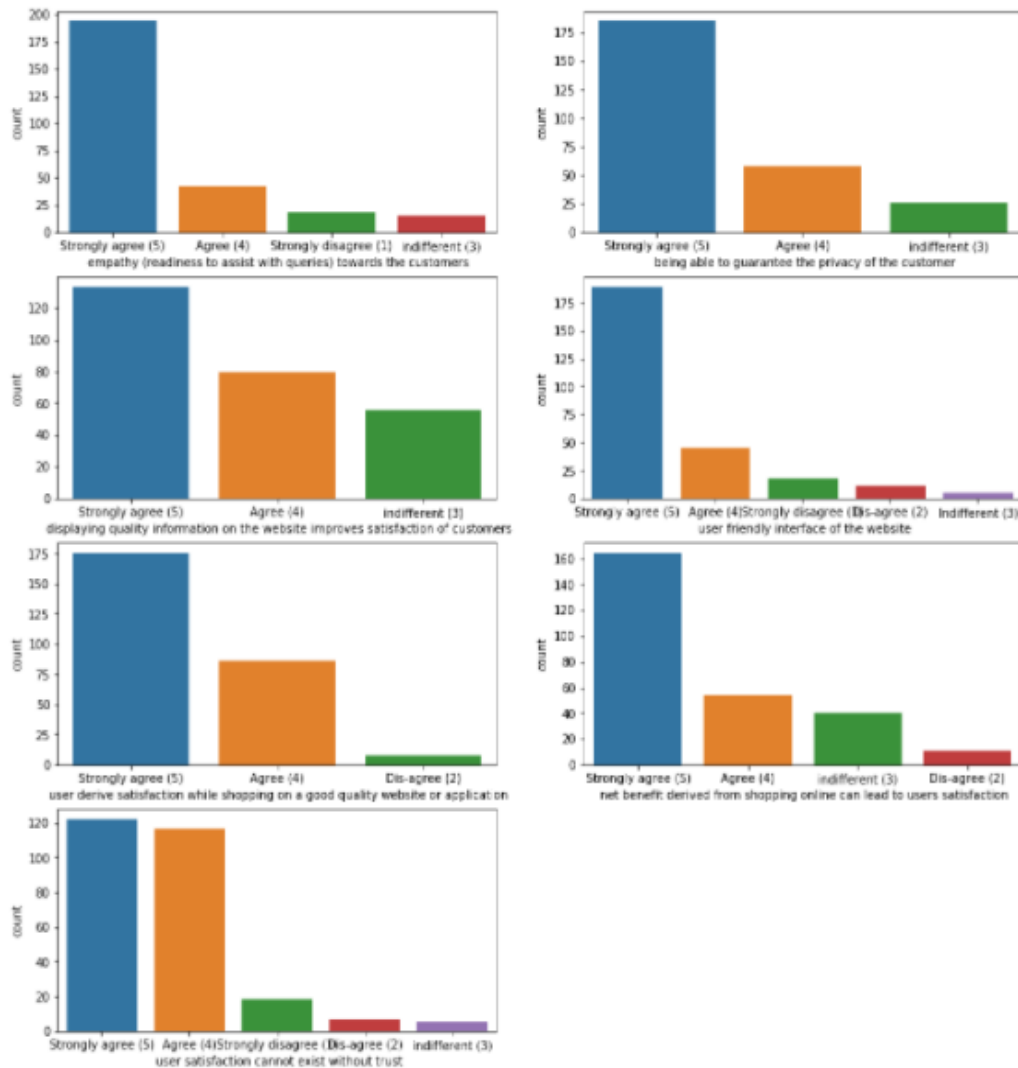 200
175
150
125
100
75
50
25
0
count
Strongly agree (5) Agree (4) Strongly disagree (1) indifferent (3)
empathy (readiness to assist with queries) towards the customers
175
150
125
100
75
50
25
0
count
Strongly agree (5) Agree (4) indifferent (3)
being able to guarantee the privacy of the customer
120
100
80
60
40
20
0
count
Strongly agree (5) Agree (4) indifferent [3]
displaying quality information on the website improves satisfaction of customers
175
150
125
100
75
50
25
0
count
Strongly agree (5) Agree (4) Strongly disagree (1) Dis-agree (2) Indifferent (3)
user friendly interface of the website
175
150
125
100
75
50
25
0
count
Strongly agree (5) Agree (4) Dis-agree [2]
user derive satisfaction while shopping on a good quality website or application
160
140
120
100
80
60
40
20
0
count
Strongly agree (5) Agree (4) indifferent (3) Dis-agree (2)
net benefit derived from shopping online can lead to users satisfaction
120
100
80
60
40
20
0
count
Strongly agree (5) Agree (4) Strongly disagree (1) Dis-agree (2) indifferent (3)
user satisfaction cannot exist without trust